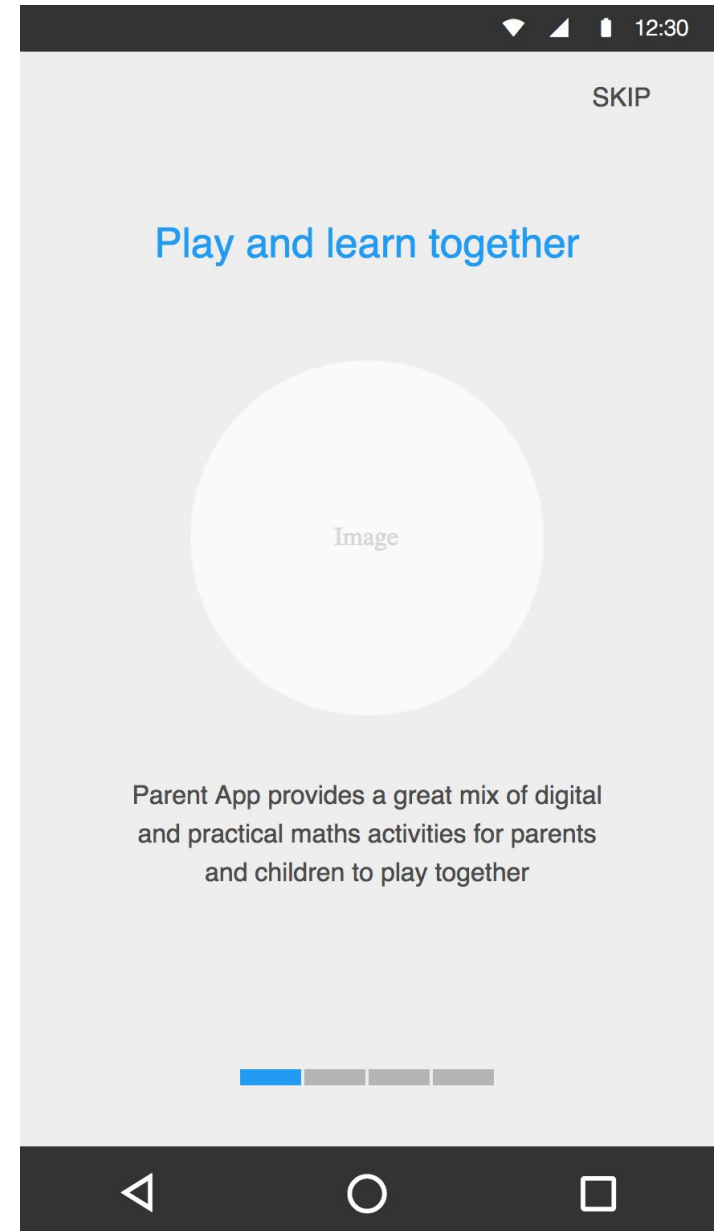 12:30
SKIP
Play and learn together
Image
Parent App provides a great mix of digital
and practical maths activities for parents
and children to play together